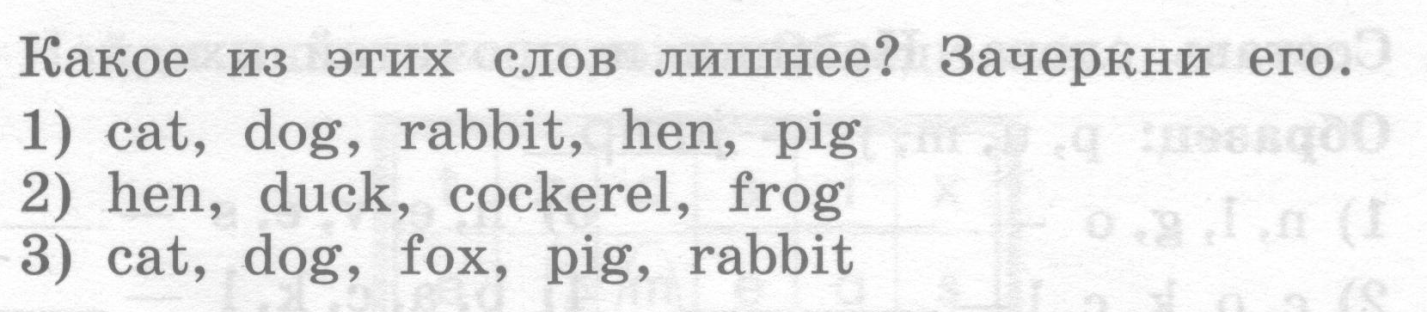 Какое из этих слов лишнее? Зачеркни его.
1) cat, dog, rabbit, hen, pig
2) hen, duck, cockerel, frog
3) cat, dog, fox, pig, rabbit